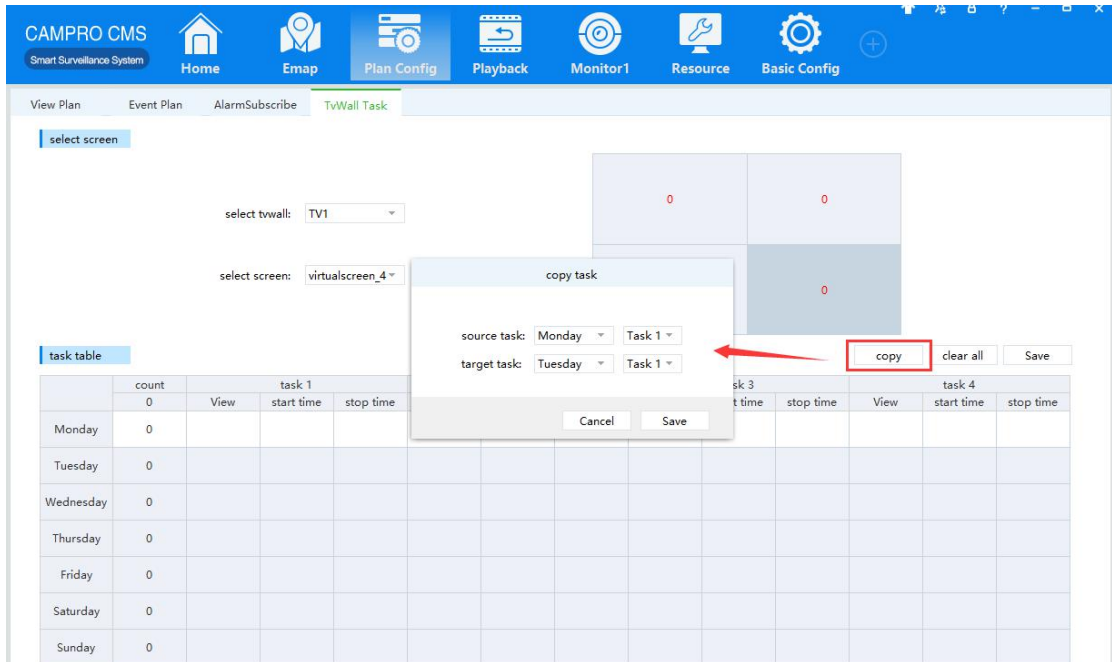 CAMPRO CMS
Smart Surveillance System
Home Emap Plan Config Playback Monitor1 Resource Basic Config
View Plan Event Plan AlarmSubscribe TvWall Task
select screen
0 0
select tvwall: TV1
select screen: virtualscreen_4
0
copy task
source task: Monday Task 1
target task: Tuesday Task 1
Cancel Save
task table copy clear all Save
count task 1 sk 3 task 4
0 View start time stop time t time stop time View start time stop time
Monday 0
Tuesday 0
Wednesday 0
Thursday 0
Friday 0
Saturday 0
Sunday 0